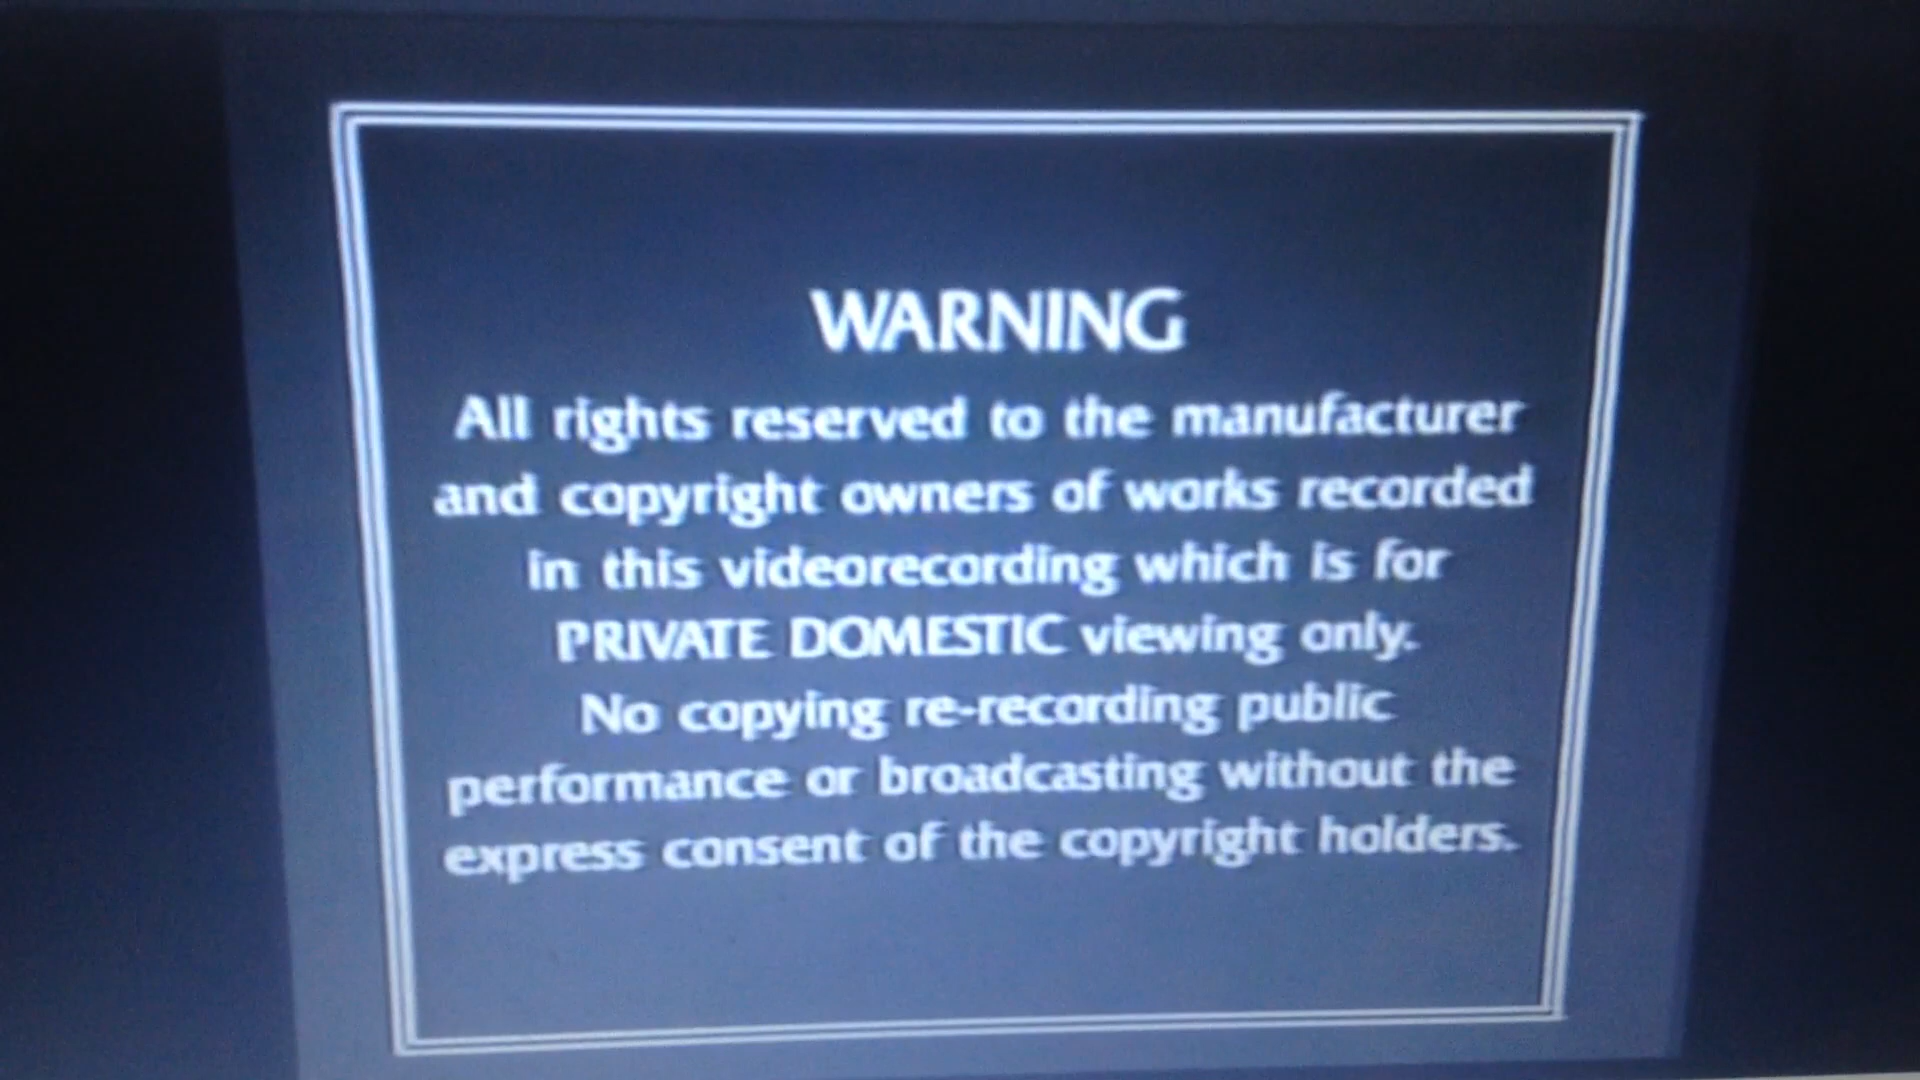 WARNING
All rights reserved to the manufacturer
and copyright owners of works recorded
in this videorecording which is for
PRIVATE DOMESTIC viewing only.
No copying re-recording public
performance or broadcasting without the
express consent of the copyright holders.